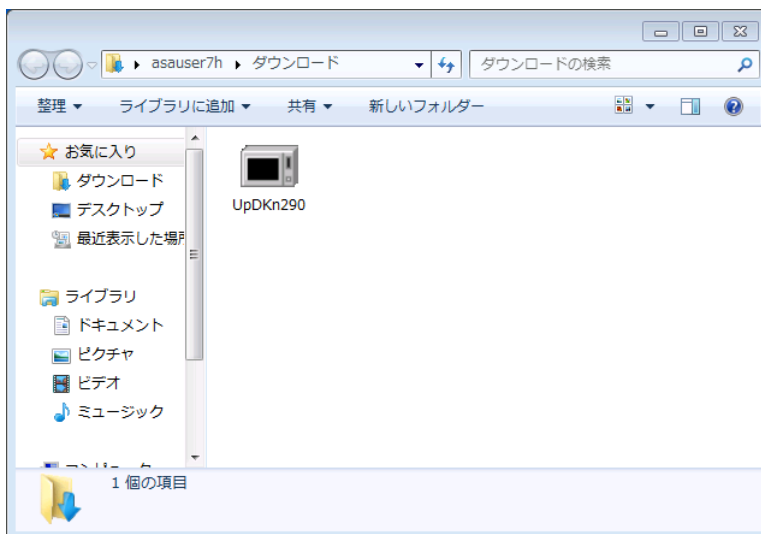 asauser7h ダウンロード
ダウンロードの検索
整理 ライブラリに追加 共有 新しいフォルダー
お気に入り
ダウンロード
デスクトップ
最近表示した場所
ライブラリ
ドキュメント
ピクチャ
ビデオ
ミュージック
UpDKn290
1 個の項目